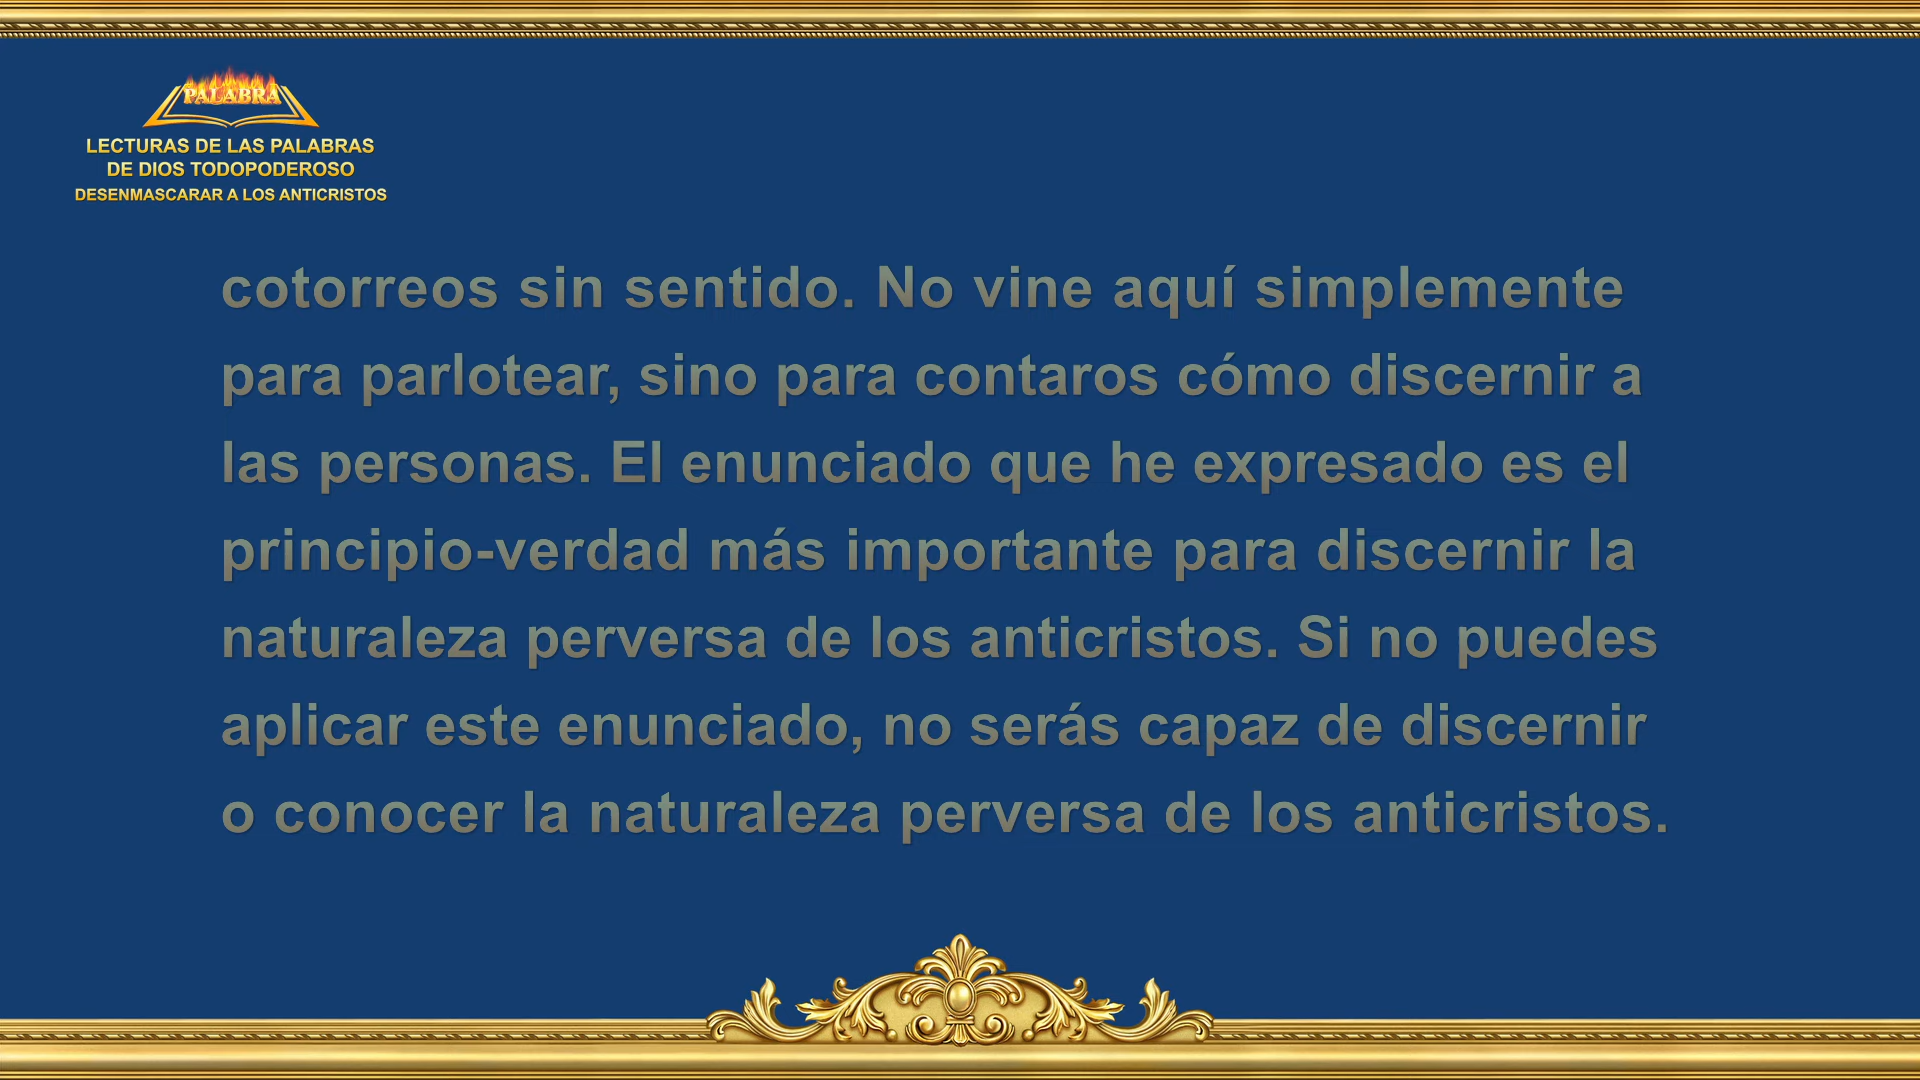 PALABRA
LECTURAS DE LAS PALABRAS
DE DIOS TODOPODEROSO
DESENMASCARAR A LOS ANTICRISTOS
cotorreos sin sentido. No vine aquí simplemente
para parlotear, sino para contaros cómo discernir a
las personas. El enunciado que he expresado es el
principio-verdad más importante para discernir la
naturaleza perversa de los anticristos. Si no puedes
aplicar este enunciado, no serás capaz de discernir
o conocer la naturaleza perversa de los anticristos.